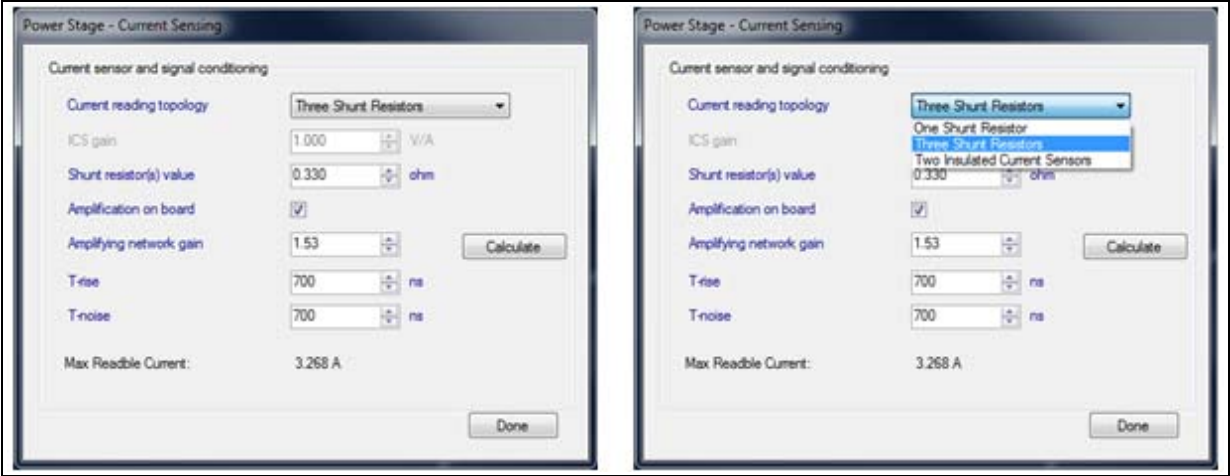 Power Stage - Current Sensing
Current sensor and signal conditioning
Current reading topology Three Shunt Resistors
ICS gain 1.000 V/A
Shunt resistor(s) value 0.330 ohm
Amplification on board
Amplifying network gain 1.53 Calculate
T-rise 700 ns
T-noise 700 ns
Max Readble Current: 3.268 A
Done
Power Stage - Current Sensing
Current sensor and signal conditioning
Current reading topology Three Shunt Resistors
One Shunt Resistor
ICS gain Three Shunt Resistors
Two Insulated Current Sensors
Shunt resistor(s) value 0.330 ohm
Amplification on board
Amplifying network gain 1.53 Calculate
T-rise 700 ns
T-noise 700 ns
Max Readble Current: 3.268 A
Done